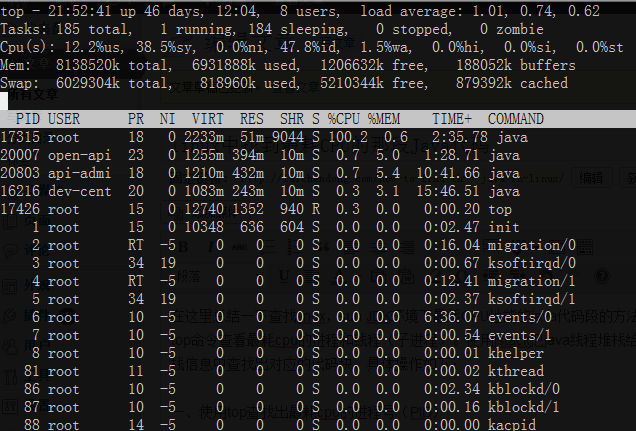 top - 21:52:41 up 46 days, 12:04, 8 users, load average: 1.01, 0.74, 0.62
Tasks: 185 total, 1 running, 184 sleeping, 0 stopped, 0 zombie
Cpu(s): 12.2%us, 38.5%sy, 0.0%ni, 47.8%id, 1.5%wa, 0.0%hi, 0.0%si, 0.0%st
Mem: 8138520k total, 6931888k used, 1206632k free, 188052k buffers
Swap: 6029304k total, 818960k used, 5210344k free, 879392k cached
PID USER PR NI VIRT RES SHR S %CPU %MEM TIME+ COMMAND
17315 root 18 0 2233m 51m 9044 S 100.2 0.6 2:35.78 java
20007 open-api 23 0 1255m 394m 10m S 0.7 5.0 1:28.71 java
20803 api-admi 18 0 1210m 432m 10m S 0.7 5.4 10:41.66 java
16216 dev-cent 20 0 1083m 243m 10m S 0.3 3.1 15:46.51 java
17426 root 15 0 12740 1352 940 R 0.3 0.0 0:00.20 top
1 root 15 0 10348 636 604 S 0.0 0.0 0:02.47 init
2 root RT -5 0 0 0 S 0.0 0.0 0:16.04 migration/0
3 root 34 19 0 0 0 S 0.0 0.0 0:00.67 ksoftirqd/0
4 root RT -5 0 0 0 S 0.0 0.0 0:12.41 migration/1
5 root 34 19 0 0 0 S 0.0 0.0 0:02.37 ksoftirqd/1
6 root 10 -5 0 0 0 S 0.0 0.0 events/0
7 root 10 -5 0 0 0 S 0.0 0.0 0:00.54 events/1
8 root 10 -5 0 0 0 S 0.0 0.0 0:00.01 khelper
81 root 11 -5 0 0 0 S 0.0 0.0 0:00.02 kthread
86 root 10 -5 0 0 0 S 0.0 0.0 0:02.34 kblockd/0
87 root 10 -5 0 0 0 S 0.0 0.0 0:00.16 kblockd/1
88 root 14 -5 0 0 0 S 0.0 0.0 0:00.00 kacpid